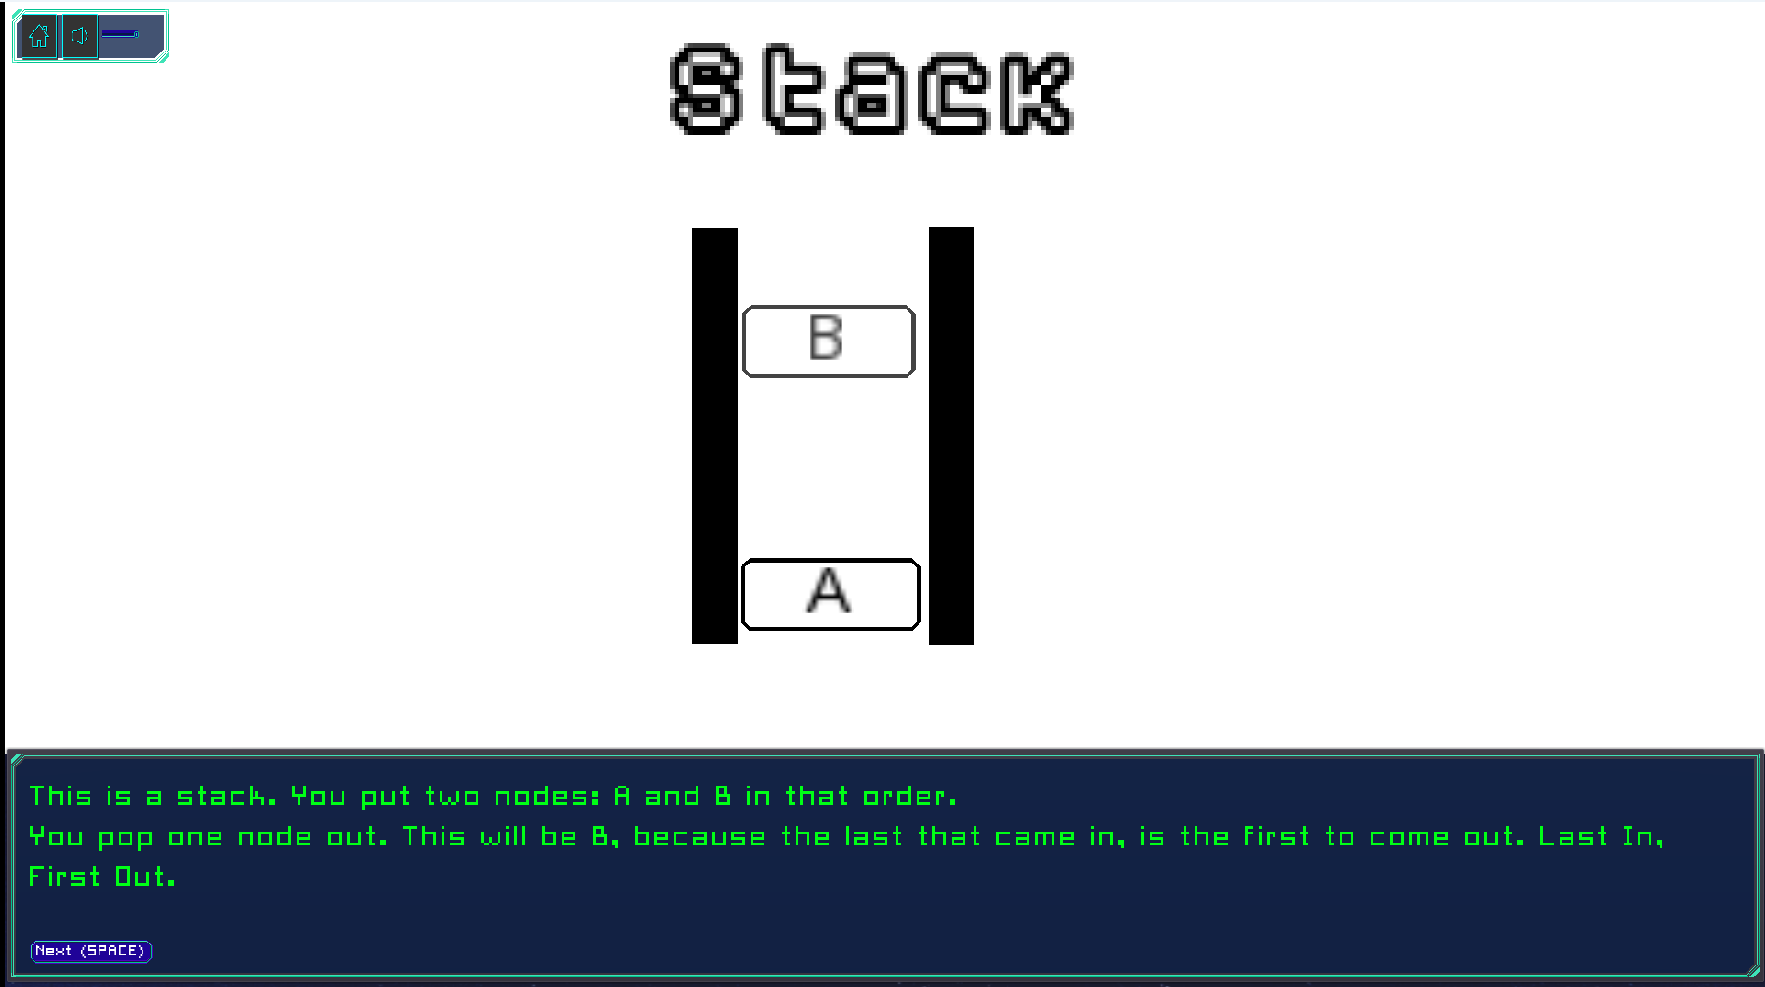 Stack
B
A
This is a stack. You put two nodes: A and B in that order.
You pop one node out. This will be B, because the last that came in, is the first to come out. Last In,
First Out.
Next (SPACE)